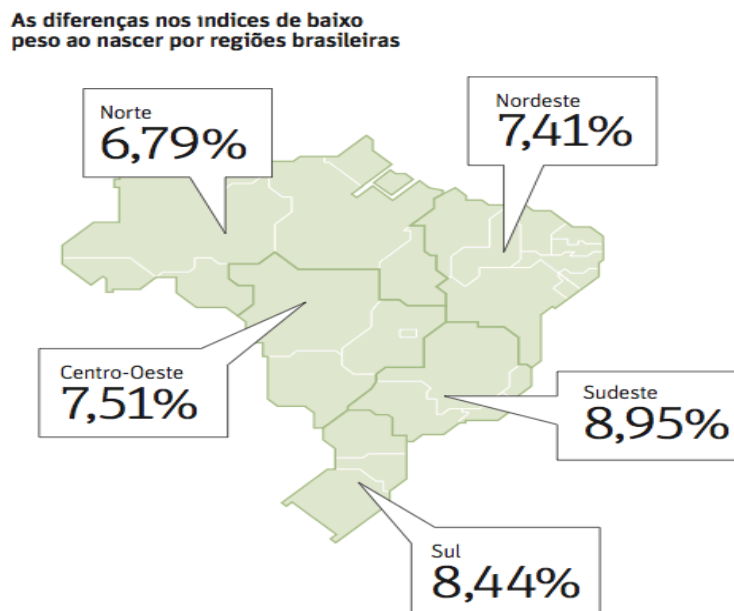 As diferenças nos índices de baixo
peso ao nascer por regiões brasileiras
Norte
6,79%
Nordeste
7,41%
Centro-Oeste
7,51%
Sudeste
8,95%
Sul
8,44%